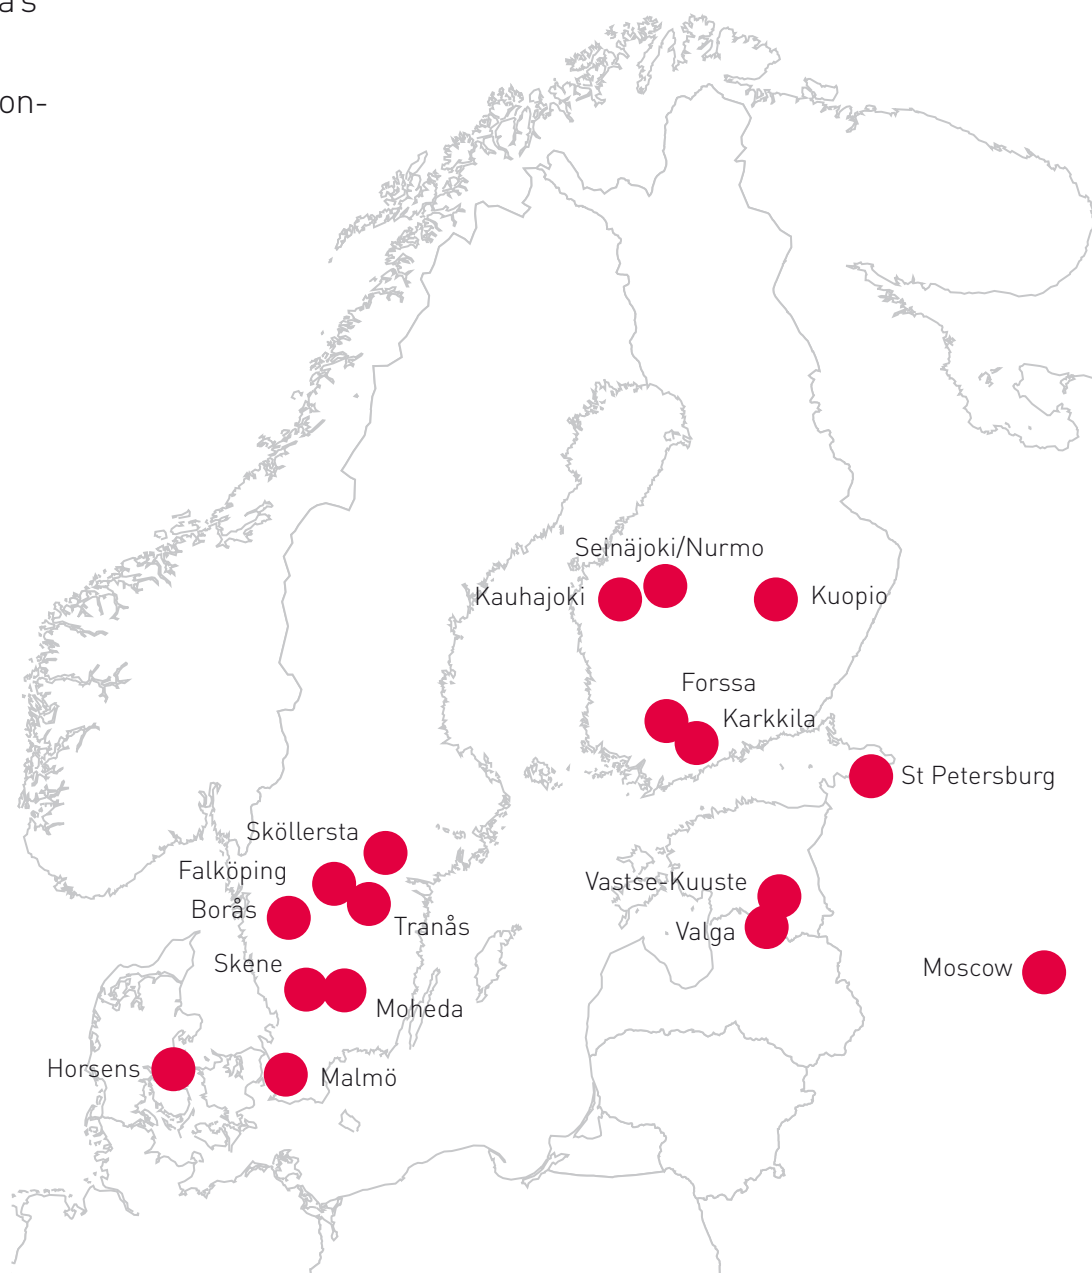 a's
on-
Seinäjoki/Nurmo
Kauhajoki
Kuopio
Forssa
Karkkila
St Petersburg
Sköllersta
Falköping
Vastse-Kuuste
Borås
Tranås
Valga
Skene
Moscow
Moheda
Horsens
Malmö